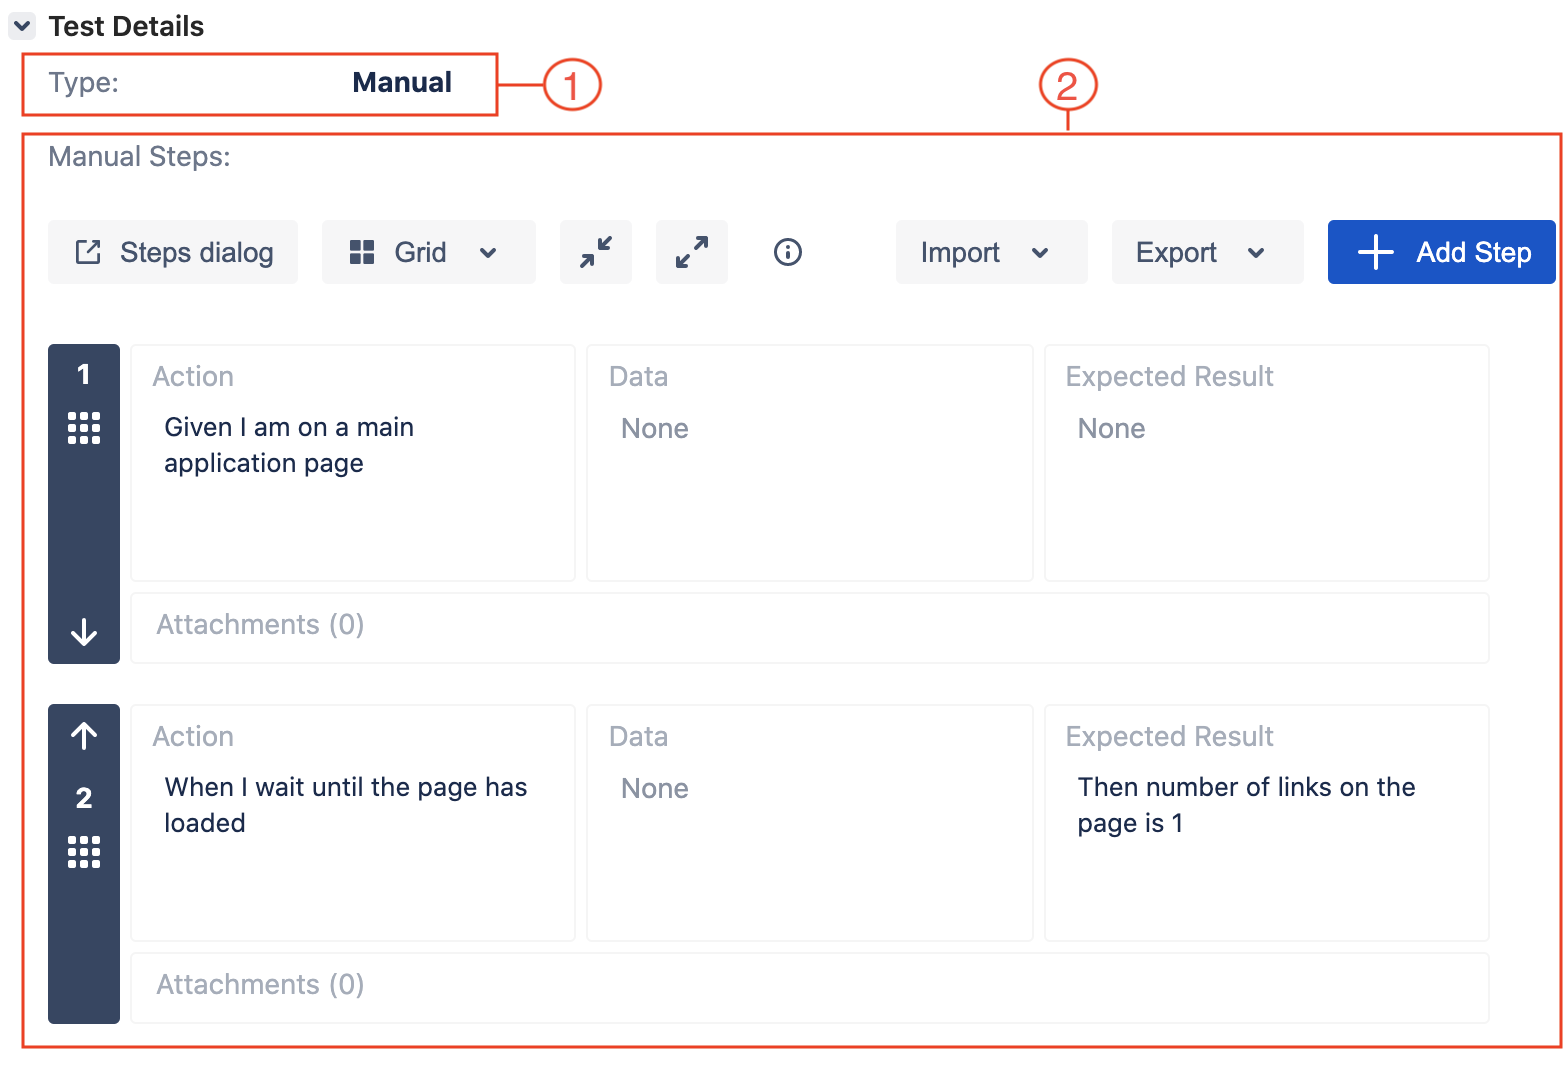 Test Details
Type: Manual
1
2
Manual Steps:
Steps dialog Grid Import Export Add Step
1
Action
Given I am on a main
application page
Data
None
Expected Result
None
Attachments (0)
2
Action
When I wait until the page has
loaded
Data
None
Expected Result
Then number of links on the
page is 1
Attachments (0)